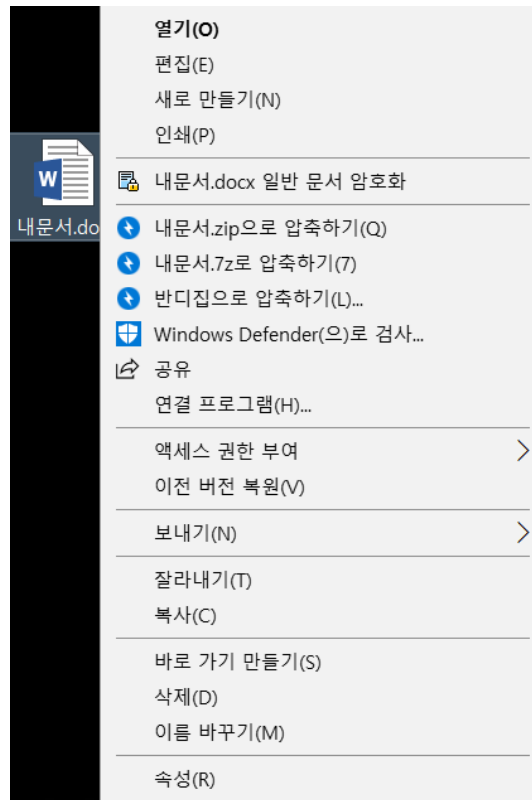 열기(O)
편집(E)
새로 만들기(N)
인쇄(P)
W
내문서.do
내문서.docx 일반 문서 암호화
내문서.zip으로 압축하기(Q)
내문서.7z로 압축하기(7)
반디집으로 압축하기(L)...
Windows Defender(으)로 검사...
공유
연결 프로그램(H)...
액세스 권한 부여
이전 버전 복원(V)
보내기(N)
잘라내기(T)
복사(C)
바로 가기 만들기(S)
삭제(D)
이름 바꾸기(M)
속성(R)